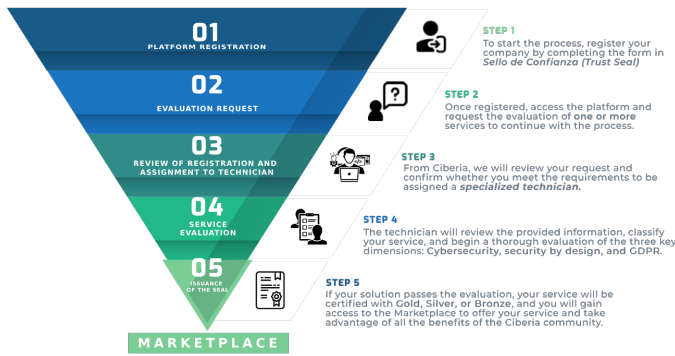 01
PLATFORM REGISTRATION
STEP 1
To start the process, register your
company by completing the form in
Sello de Confianza (Trust Seal)
02
EVALUATION REQUEST
STEP 2
Once registered, access the platform and
request the evaluation of one or more
services to continue with the process.
03
REVIEW OF REGISTRATION AND
ASSIGNMENT TO TECHNICIAN
STEP 3
From Ciberia, we will review your request and
confirm whether you meet the requirements to be
assigned a specialized technician.
04
SERVICE
EVALUATION
STEP 4
The technician will review the provided information, classify
your service, and begin a thorough evaluation of the three key
dimensions: Cybersecurity, security by design, and GDPR.
05
ISSUANCE
OF THE SEAL
STEP 5
If your solution passes the evaluation, your service will be
certified with Gold, Silver, or Bronze, and you will gain
access to the Marketplace to offer your service and take
advantage of all the benefits of the Ciberia community.
MARKETPLACE